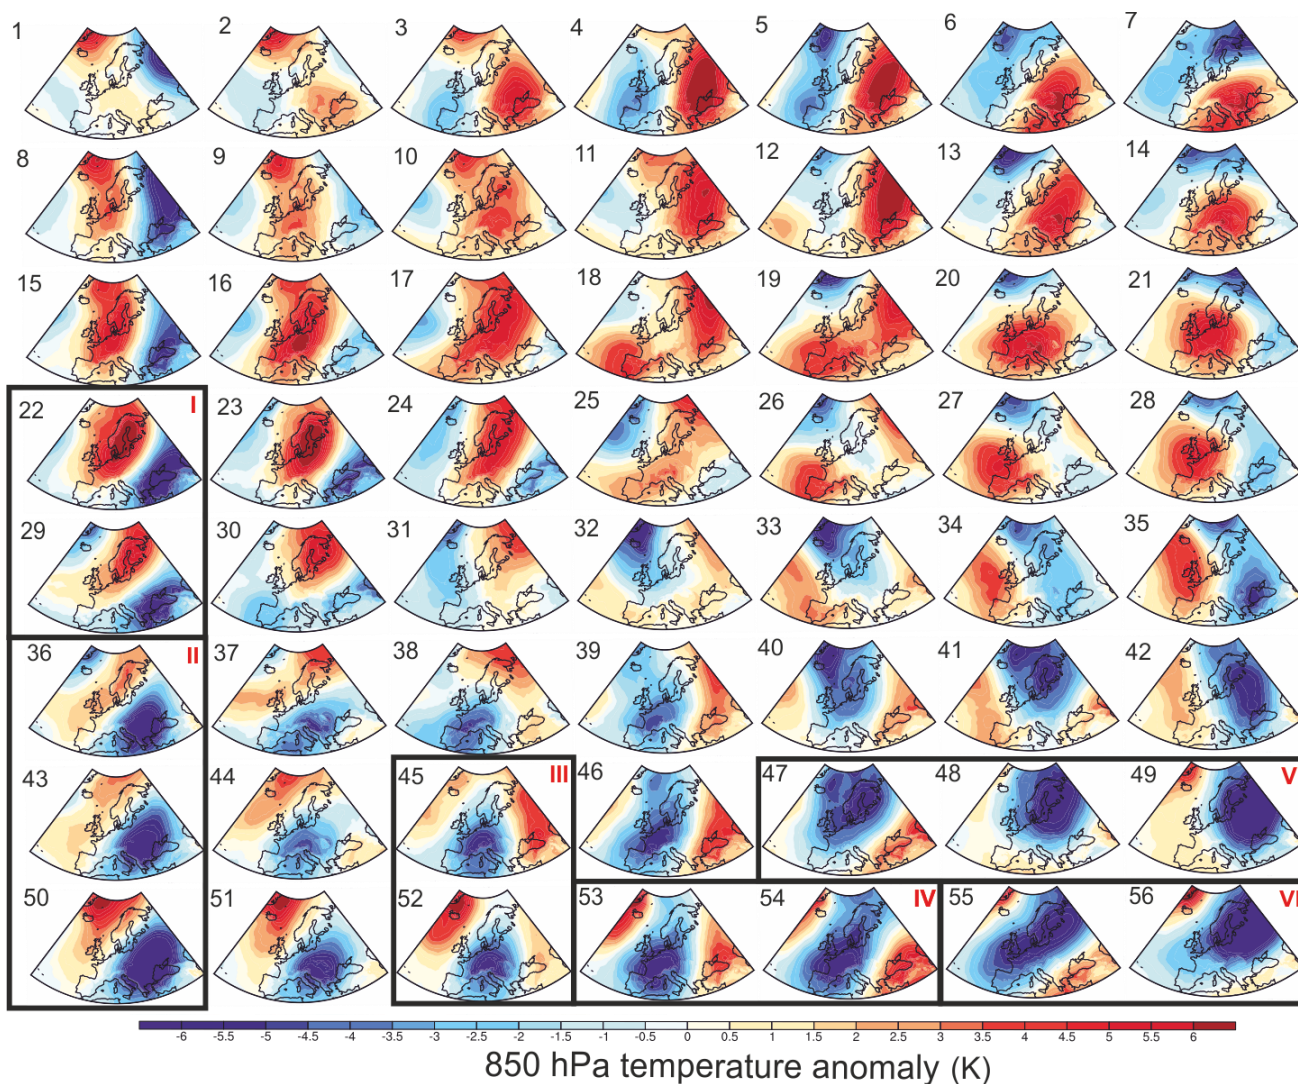 1 2 3 4 5 6 7
8 9 10 11 12 13 14
15 16 17 18 19 20 21
22 I 23 24 25 26 27 28
29 30 31 32 33 34 35
36 II 37 38 39 40 41 42
43 44 45 III 46 47 48 49 V
50 51 52 53 54 IV 55 56 VI
-6 -5.5 -5 -4.5 -4 -3.5 -3 -2.5 -2 -1.5 -1 -0.5 0 0.5 1 1.5 2 2.5 3 3.5 4 4.5 5 5.5 6
850 hPa temperature anomaly (K)